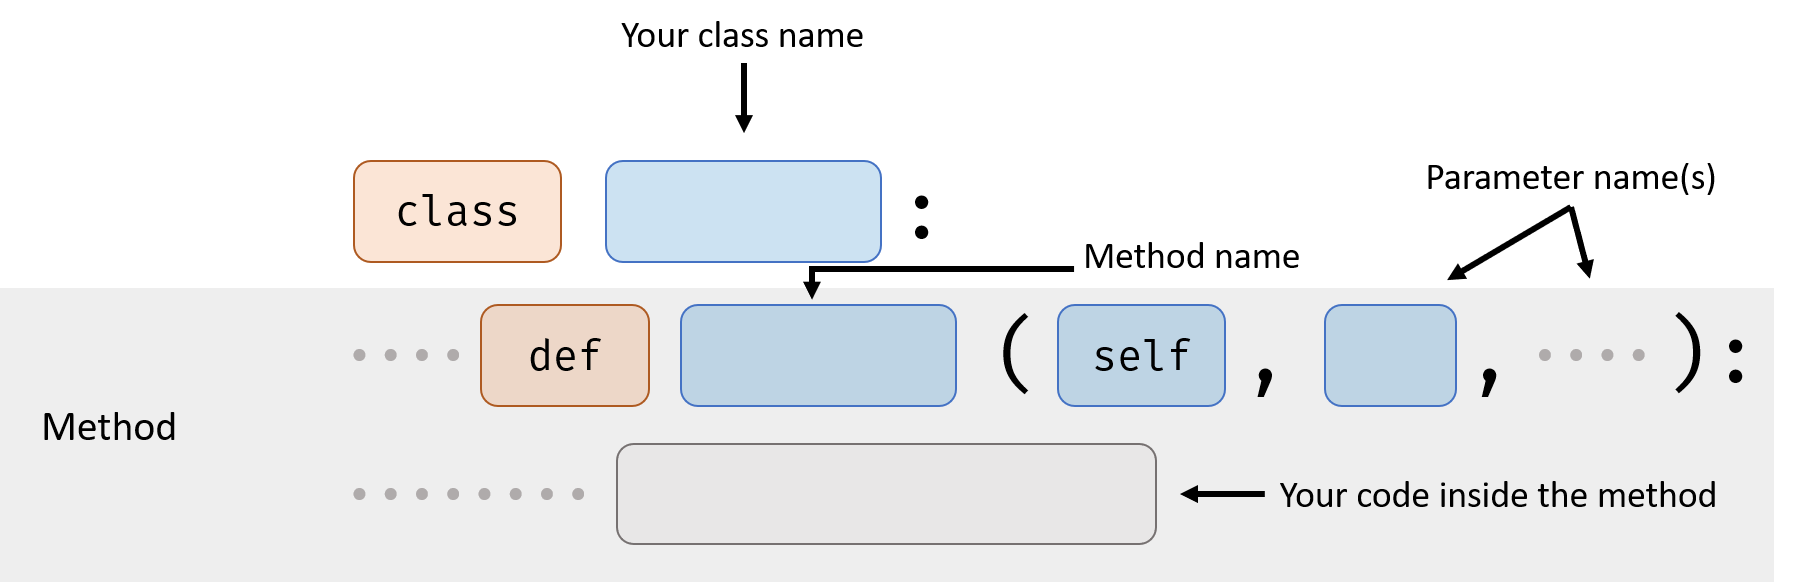 Your class name
class :
Parameter name(s)
Method name
def ( self , , ) :
Method
Your code inside the method